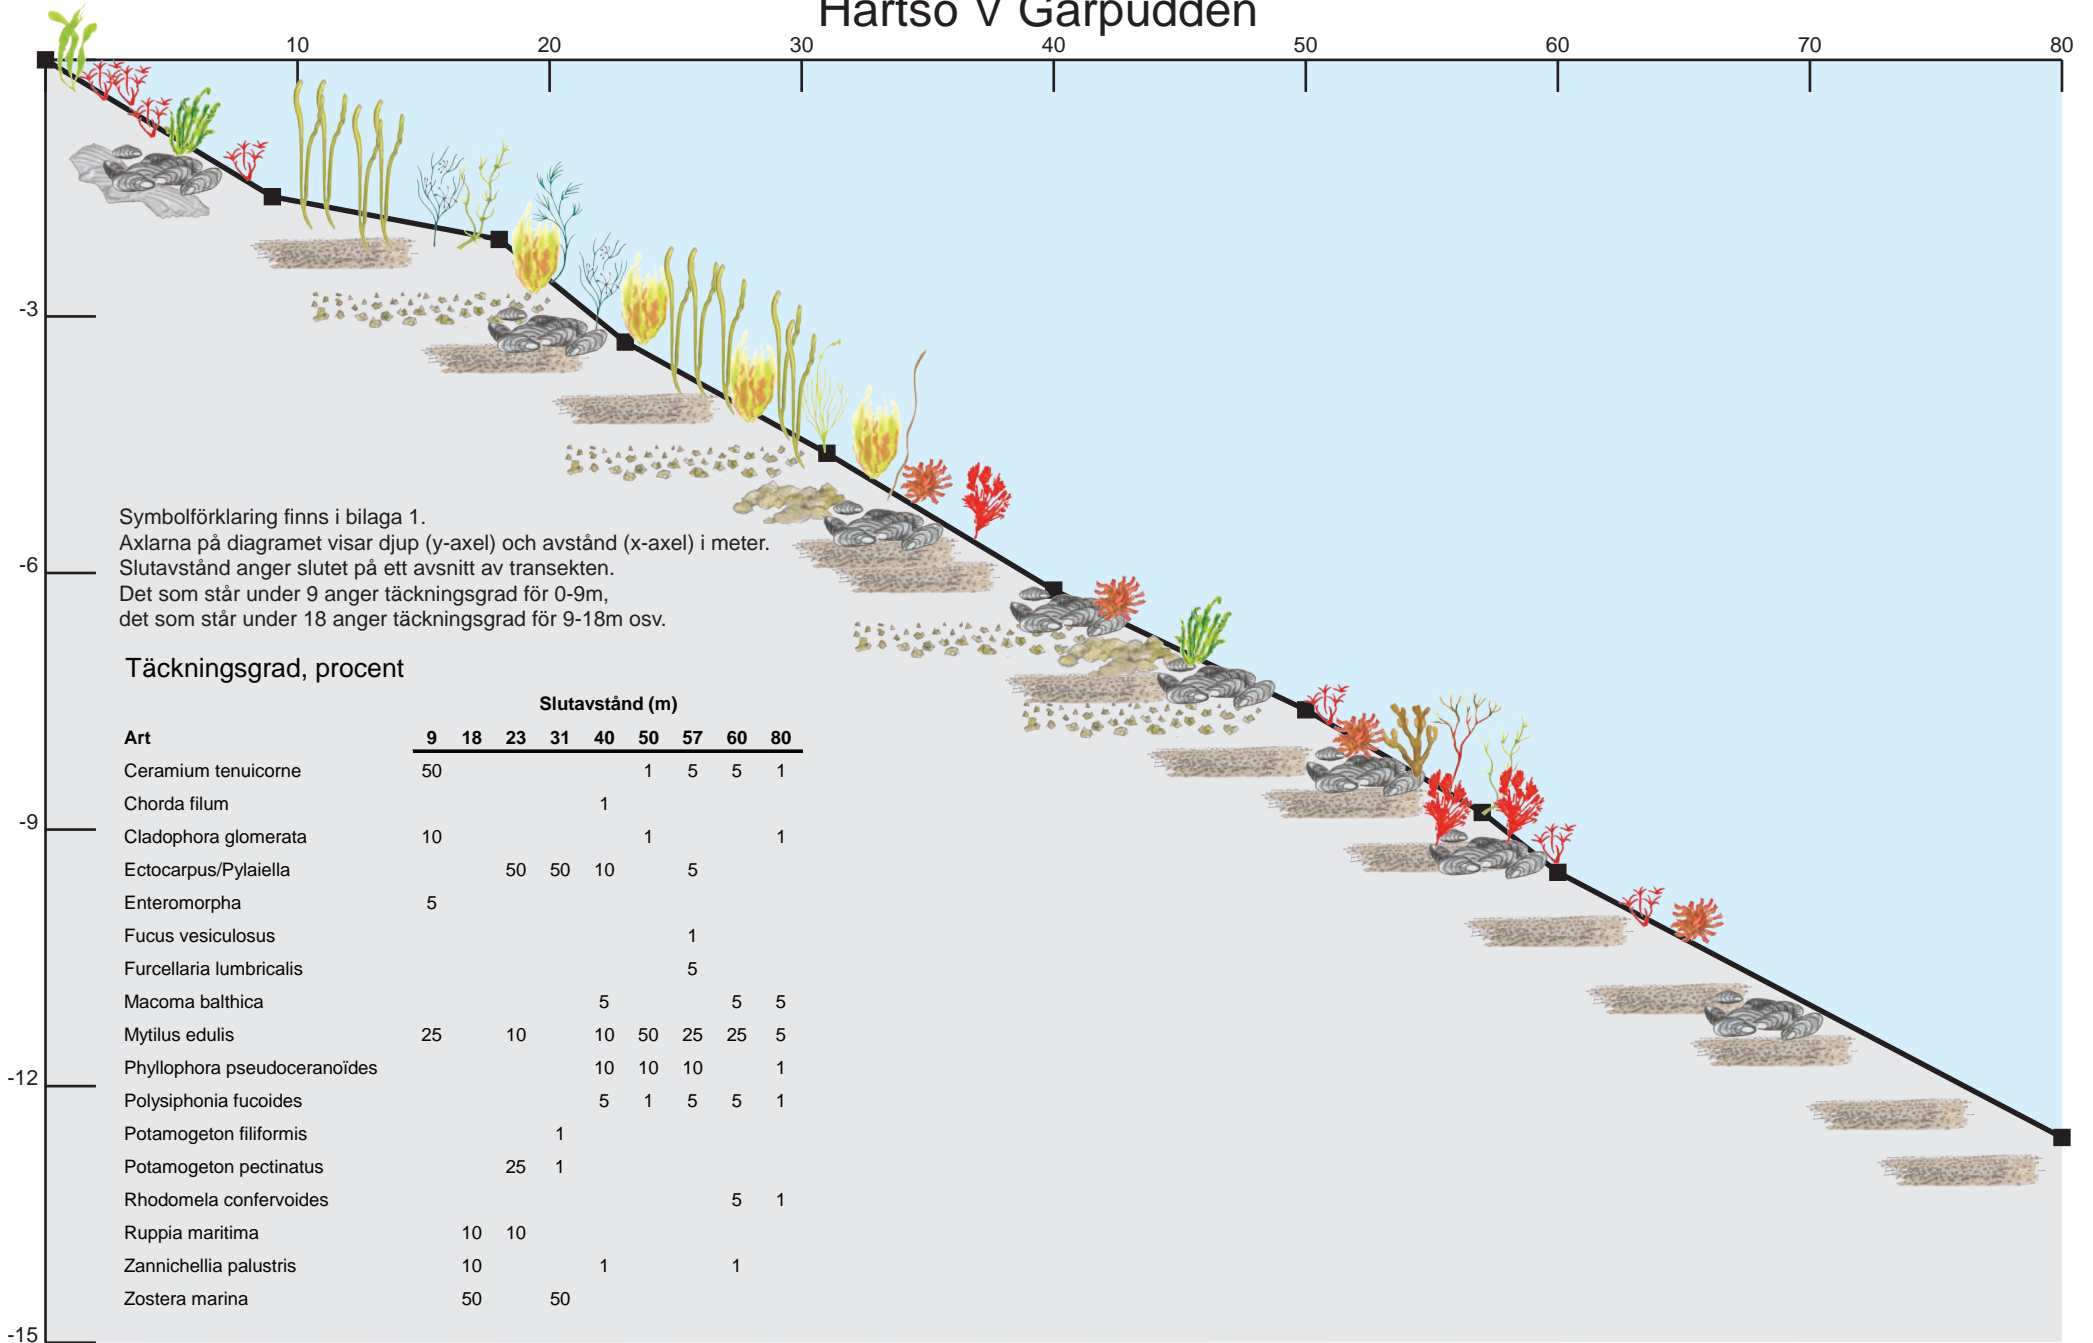 Hartsö V Garpudden
10 20 30 40 50 60 70 80
-3
-6
-9
-12
-15
Symbolförklaring finns i bilaga 1.
Axlarna på diagramet visar djup (y-axel) och avstånd (x-axel) i meter.
Slutavstånd anger slutet på ett avsnitt av transekten.
Det som står under 9 anger täckningsgrad för 0-9m,
det som står under 18 anger täckningsgrad för 9-18m osv.
Täckningsgrad, procent
Slutavstånd (m)
Art 9 18 23 31 40 50 57 60 80
Ceramium tenuicorne 50 1 5 5 1
Chorda filum 1
Cladophora glomerata 10 1 1
Ectocarpus/Pylaiella 50 50 10 5
Enteromorpha 5
Fucus vesiculosus 1
Furcellaria lumbricalis 5
Macoma balthica 5 5 5
Mytilus edulis 25 10 10 50 25 25 5
Phyllophora pseudoceranoïdes 10 10 10 1
Polysiphonia fucoides 5 1 5 5 1
Potamogeton filiformis 1
Potamogeton pectinatus 25 1
Rhodomela confervoides 5 1
Ruppia maritima 10 10
Zannichellia palustris 10 1 1
Zostera marina 50 50